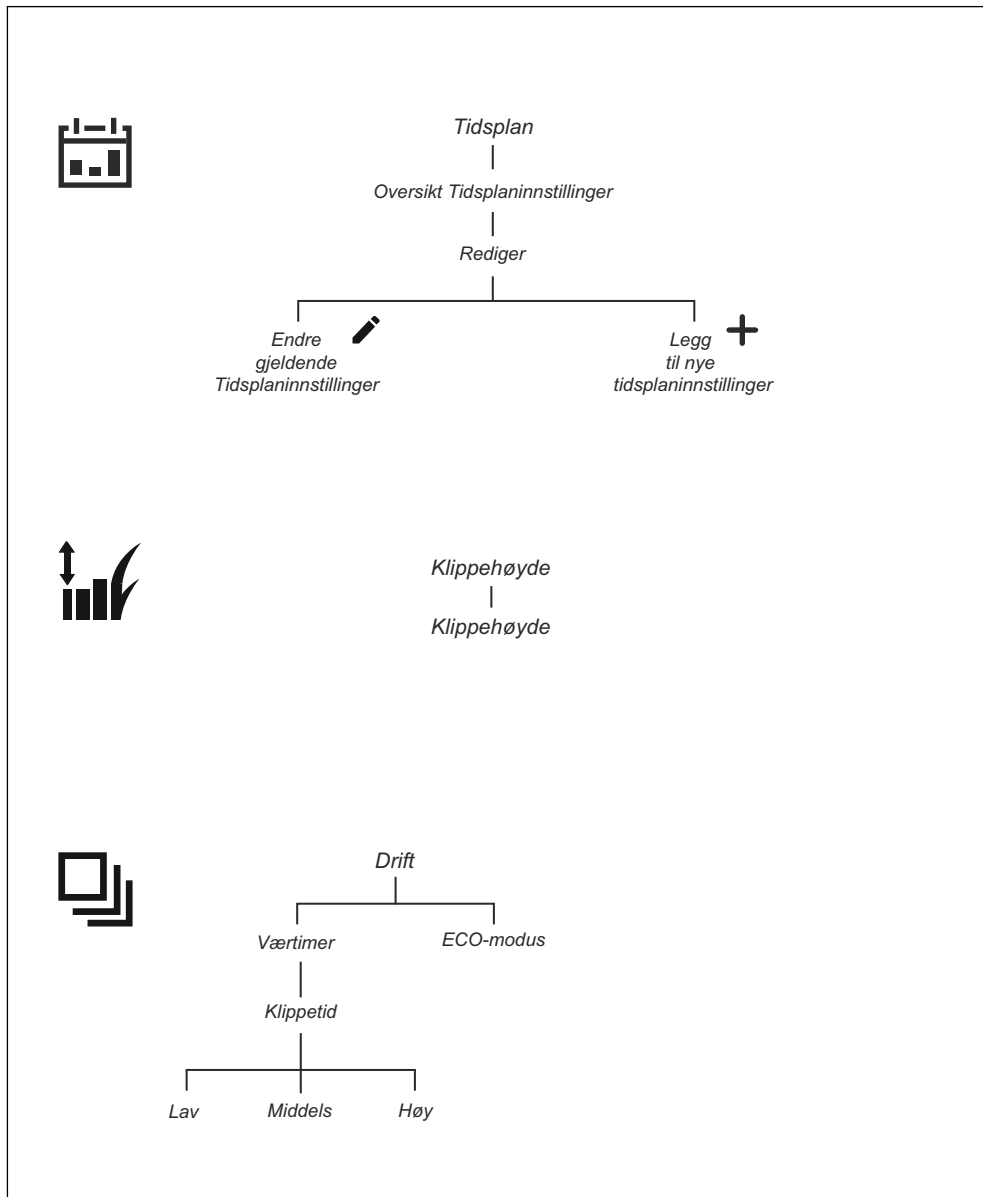 Tidsplan
Oversikt Tidsplaninnstillinger
Rediger
Endre
gjeldende
Tidsplaninnstillinger
Legg
til nye
tidsplaninnstillinger
Klippehøyde
Klippehøyde
Drift
Værtimer
ECO-modus
Klippetid
Lav
Middels
Høy